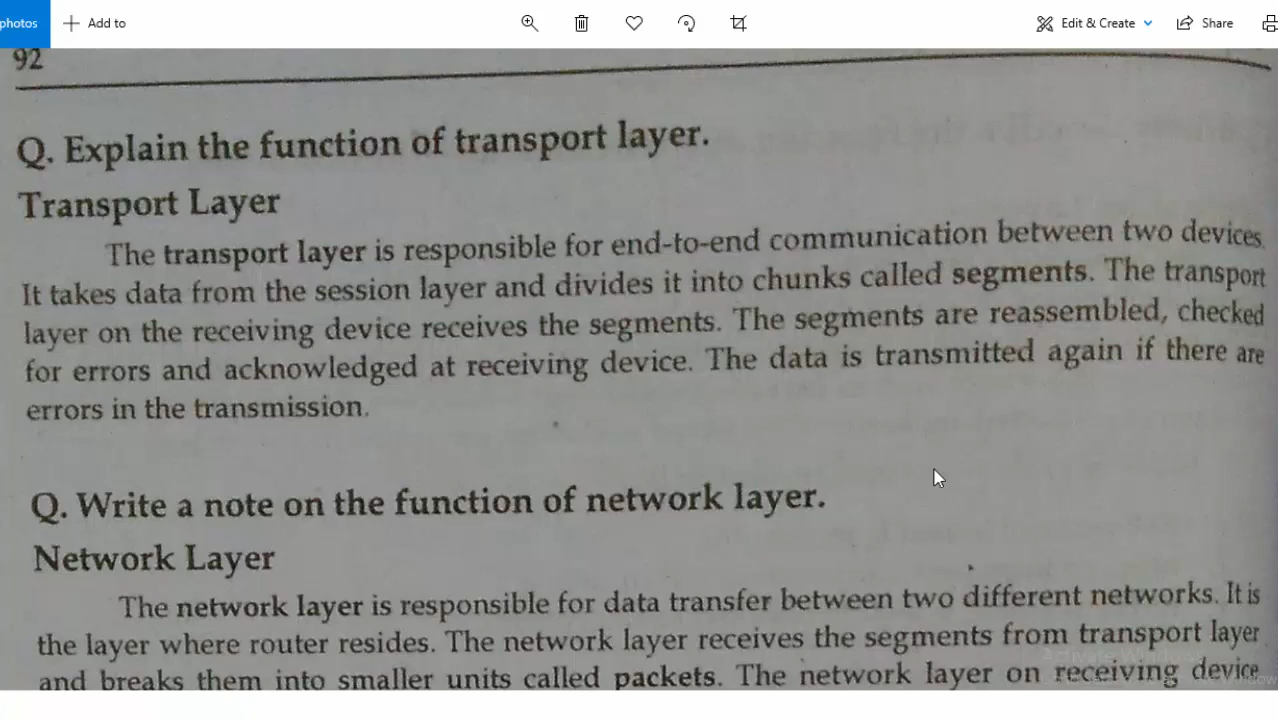 photos
Add to
Edit & Create
Share
92
Q. Explain the function of transport layer.
Transport Layer
The transport layer is responsible for end-to-end communication between two devices
It takes data from the session layer and divides it into chunks called segments. The transport
layer on the receiving device receives the segments. The segments are reassembled, checked
for errors and acknowledged at receiving device. The data is transmitted again if there are
errors in the transmission.
Q. Write a note on the function of network layer.
Network Layer
The network layer is responsible for data transfer between two different networks. It is
the layer where router resides. The network layer receives the segments from transport layer
Activate Windows
and breaks them into smaller units called packets. The network layer on receiving device